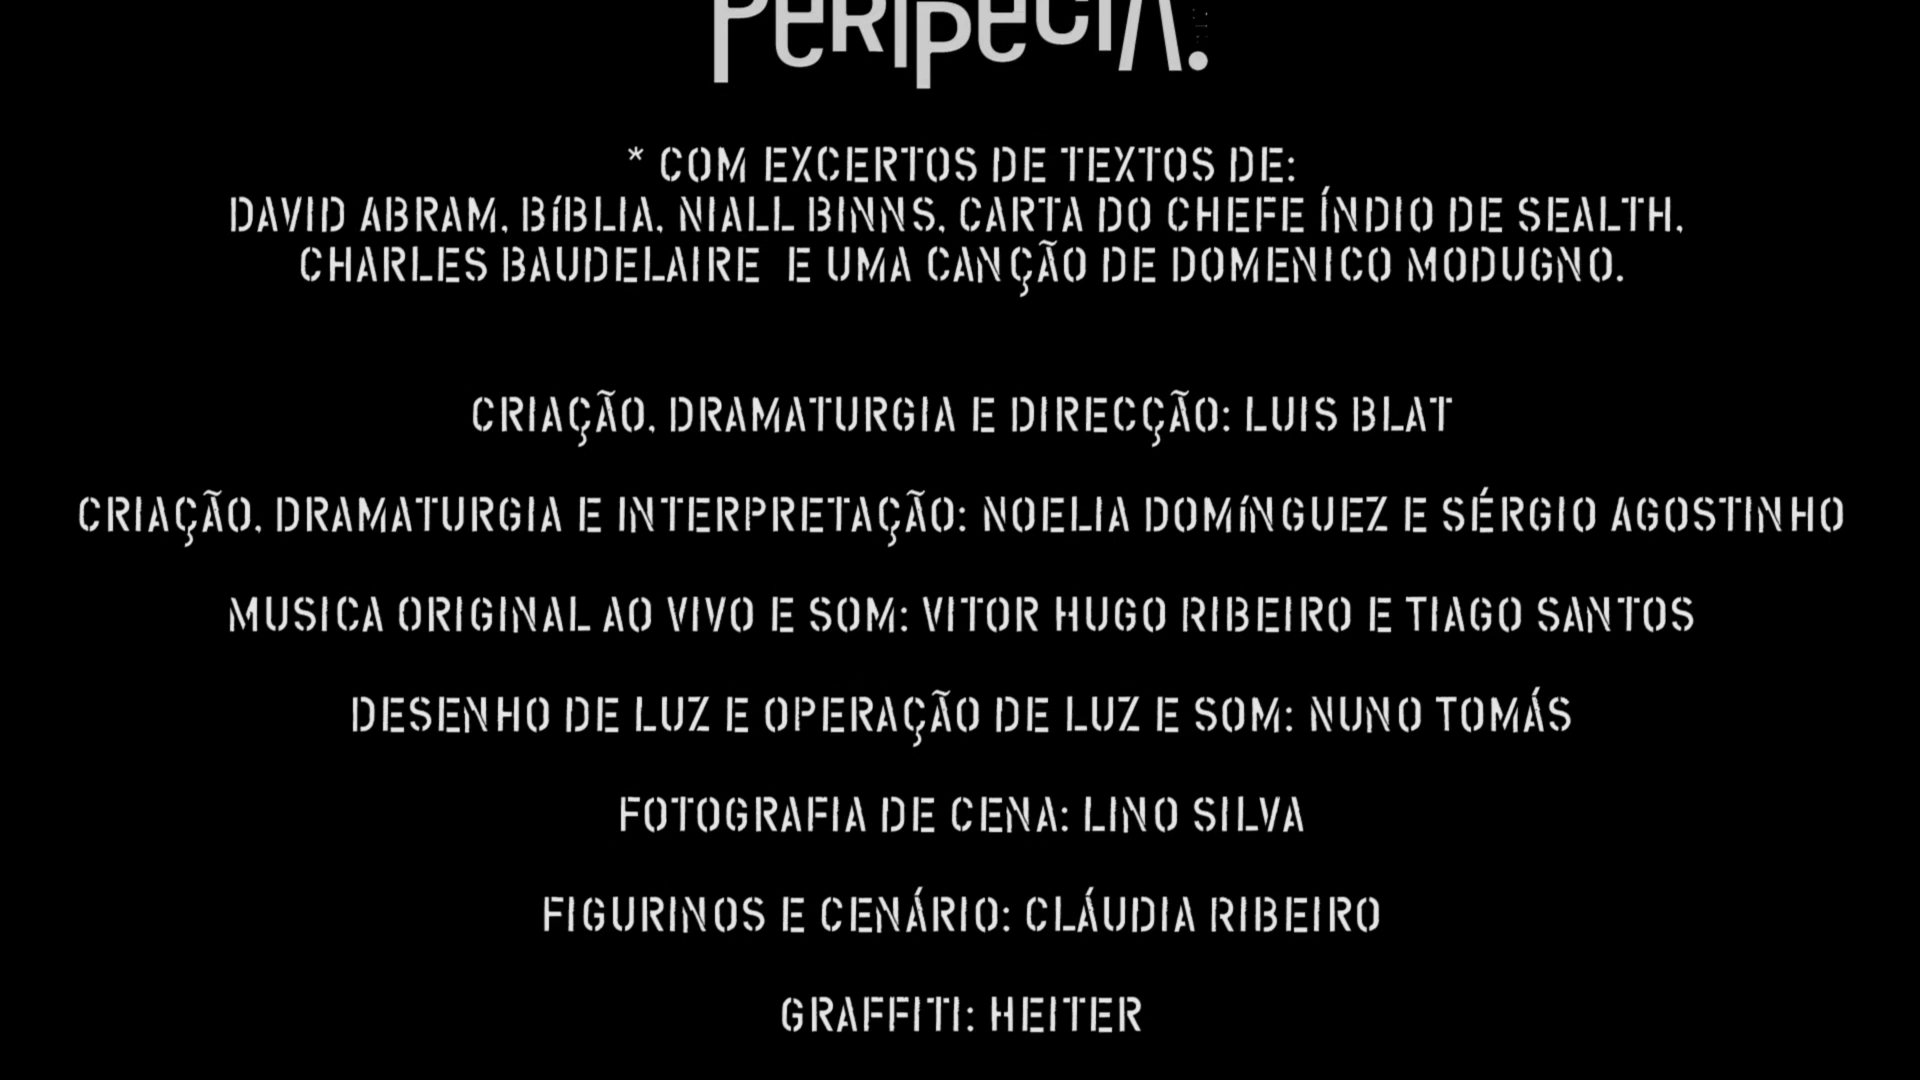 PERIPÉCIA.
* COM EXCERTOS DE TEXTOS DE:
DAVID ABRAM, BÍBLIA, NIALL BINNS, CARTA DO CHEFE ÍNDIO DE SEALTH,
CHARLES BAUDELAIRE E UMA CANÇÃO DE DOMENICO MODUGNO.
CRIAÇÃO, DRAMATURGIA E DIRECÇÃO: LUIS BLAT
CRIAÇÃO, DRAMATURGIA E INTERPRETAÇÃO: NOELIA DOMÍNGUEZ E SÉRGIO AGOSTINHO
MUSICA ORIGINAL AO VIVO E SOM: VITOR HUGO RIBEIRO E TIAGO SANTOS
DESENHO DE LUZ E OPERAÇÃO DE LUZ E SOM: NUNO TOMÁS
FOTOGRAFIA DE CENA: LINO SILVA
FIGURINOS E CENÁRIO: CLÁUDIA RIBEIRO
GRAFFITI: HEITER